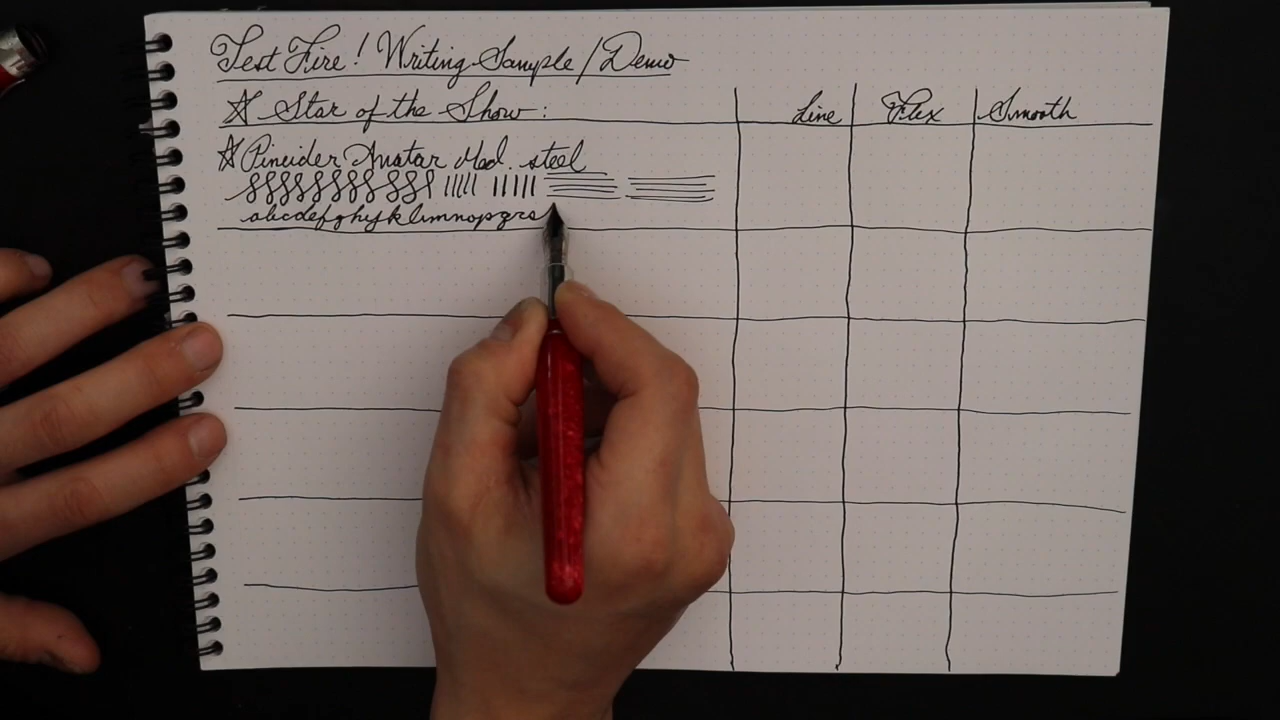 Test Fire! Writing Sample/Demo
☆ Star of the Show: Line Flex Smooth
☆ Pineider Avatar Med. steel
abcdefghijklmnopqrs